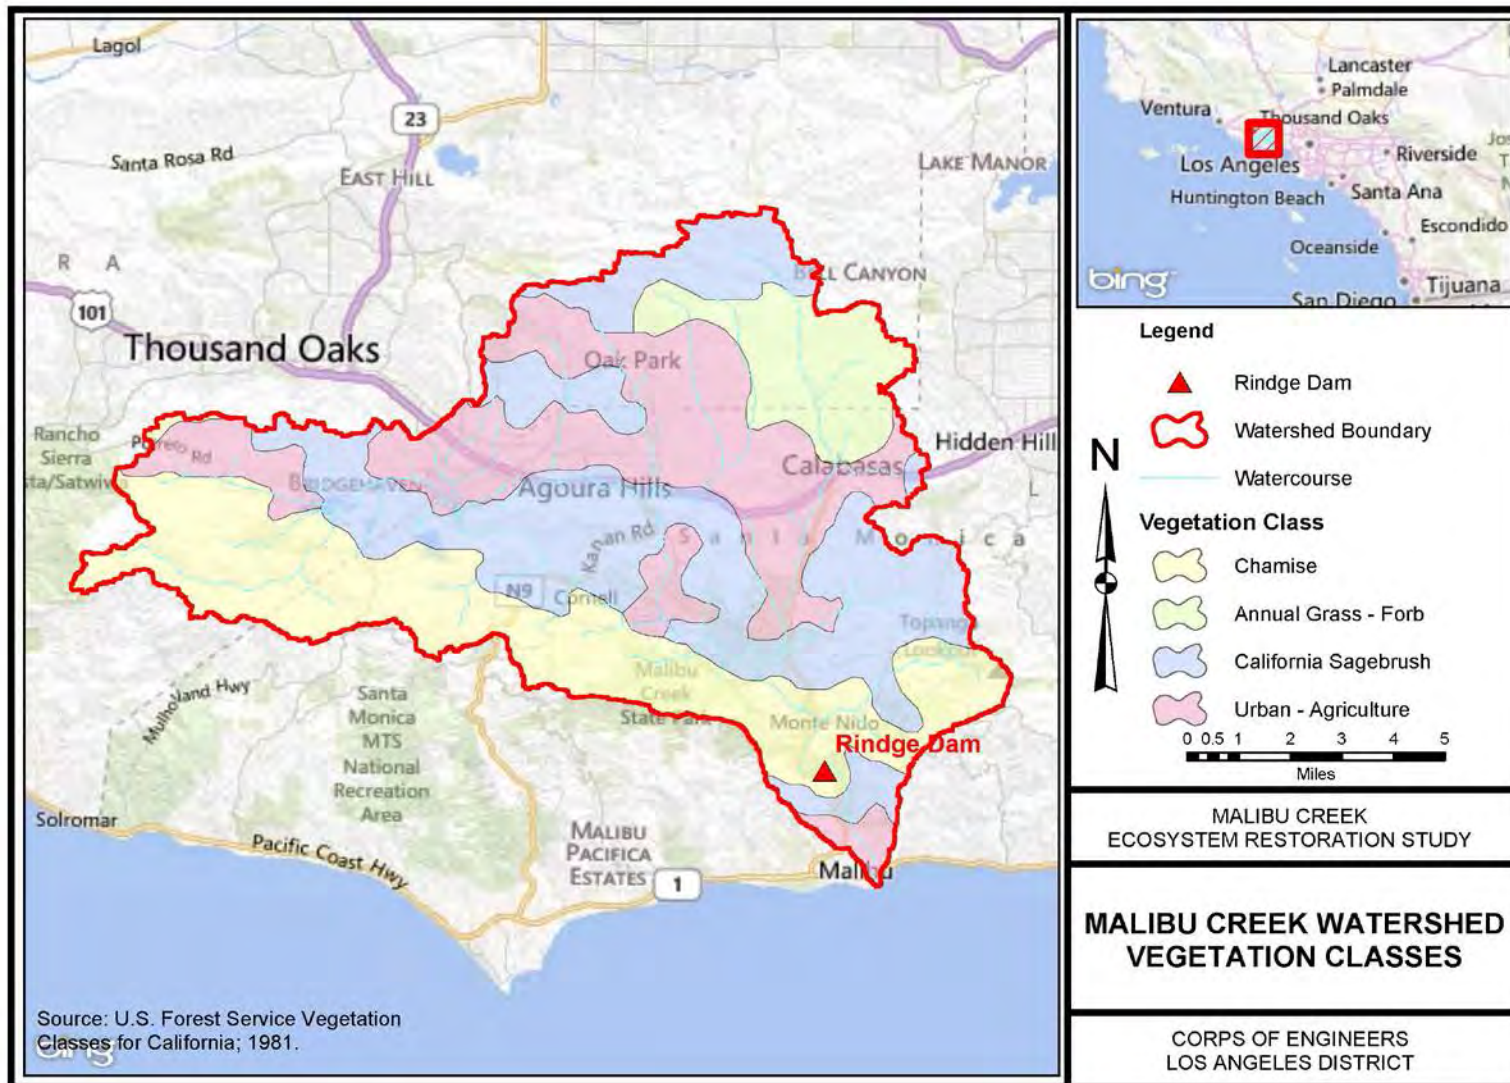 Lagol
23
Santa Rosa Rd
EAST HILL
LAKE MANOR
R A
BELL CANYON
101
Thousand Oaks
Oak Park
Rancho
Sierra
Potrero Rd
Hidden Hill
Calabasas
BRIDGEHAVEN
Agoura Hills
L
Kanan Rd
Santa Monica
N9
Cornell
Topanga
Lookout
Malibu
Creek
State Park
Mulholland Hwy
Santa
Monica
MTS
National
Recreation
Area
Monte Nido
Rindge Dam
Solromar
Pacific Coast Hwy
MALIBU
PACIFICA
ESTATES
1
Malibu
Source: U.S. Forest Service Vegetation
Classes for California; 1981.
bing
Lancaster
Palmdale
Ventura
Thousand Oaks
Los Angeles
Riverside
Santa Ana
Huntington Beach
Escondido
Oceanside
Tijuana
San Diego
bing
Legend
Rindge Dam
Watershed Boundary
Watercourse
N
Vegetation Class
Chamise
Annual Grass - Forb
California Sagebrush
Urban - Agriculture
0 0.5 1 2 3 4 5
Miles
MALIBU CREEK
ECOSYSTEM RESTORATION STUDY
MALIBU CREEK WATERSHED
VEGETATION CLASSES
CORPS OF ENGINEERS
LOS ANGELES DISTRICT